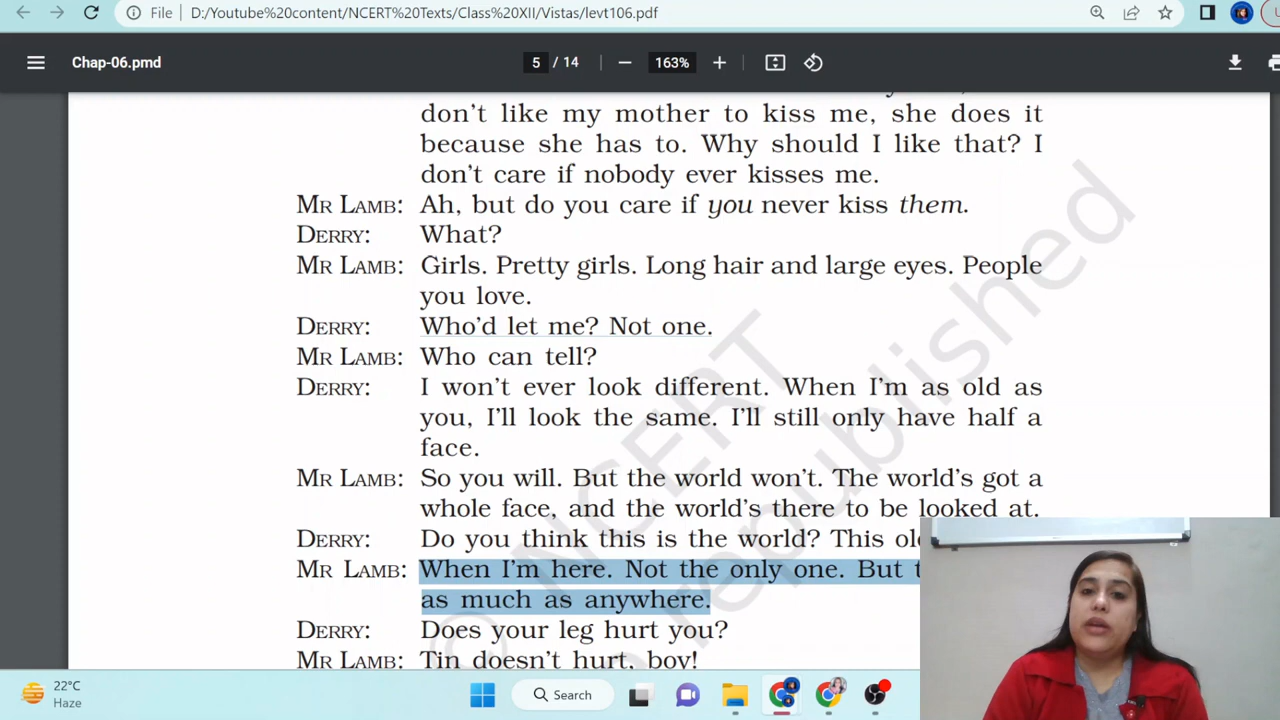 File D:/Youtube%20content/NCERT%20Texts/Class%20XII/Vistas/levt106.pdf
Chap-06.pmd 5 / 14 163%
don't like my mother to kiss me, she does it
because she has to. Why should I like that? I
don't care if nobody ever kisses me.
MR LAMB: Ah, but do you care if you never kiss them.
DERRY: What?
MR LAMB: Girls. Pretty girls. Long hair and large eyes. People
you love.
DERRY: Who'd let me? Not one.
MR LAMB: Who can tell?
DERRY: I won't ever look different. When I'm as old as
you, I'll look the same. I'll still only have half a
face.
MR LAMB: So you will. But the world won't. The world's got a
whole face, and the world's there to be looked at.
DERRY: Do you think this is the world? This
MR LAMB: When I'm here. Not the only one. But
as much as anywhere.
DERRY: Does your leg hurt you?
MR LAMB: Tin doesn't hurt, boy!
© NCERT
republished
22°C
Haze
Search